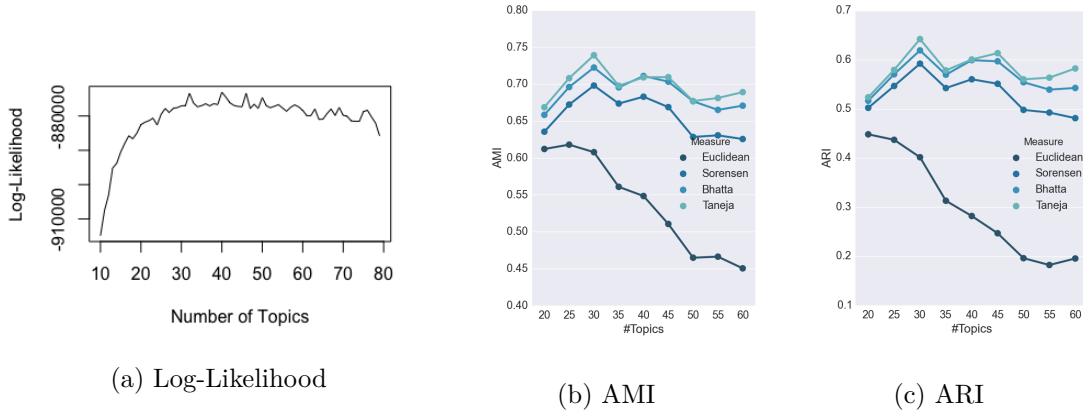 Log-Likelihood
-880000
-910000
10 20 30 40 50 60 70 80
Number of Topics
(a) Log-Likelihood
0.80
0.75
0.70
0.65
0.60
0.55
0.50
0.45
0.40
AMI
Measure
Euclidean
Sorensen
Bhatta
Taneja
20 25 30 35 40 45 50 55 60
#Topics
(b) AMI
0.7
0.6
0.5
0.4
0.3
0.2
0.1
ARI
Measure
Euclidean
Sorensen
Bhatta
Taneja
20 25 30 35 40 45 50 55 60
#Topics
(c) ARI